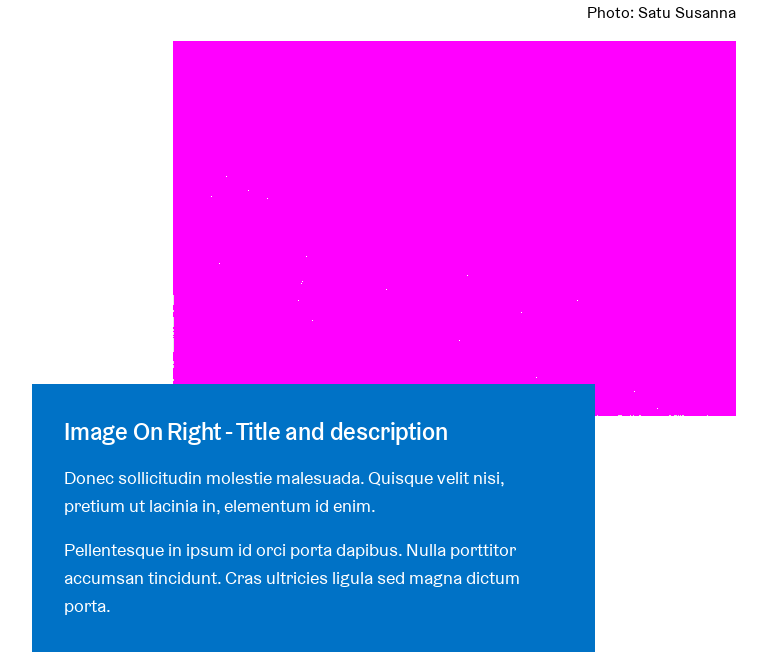 Photo: Satu Susanna
Image On Right - Title and description
Donec sollicitudin molestie malesuada. Quisque velit nisi,
pretium ut lacinia in, elementum id enim.
Pellentesque in ipsum id orci porta dapibus. Nulla porttitor
accumsan tincidunt. Cras ultricies ligula sed magna dictum
porta.